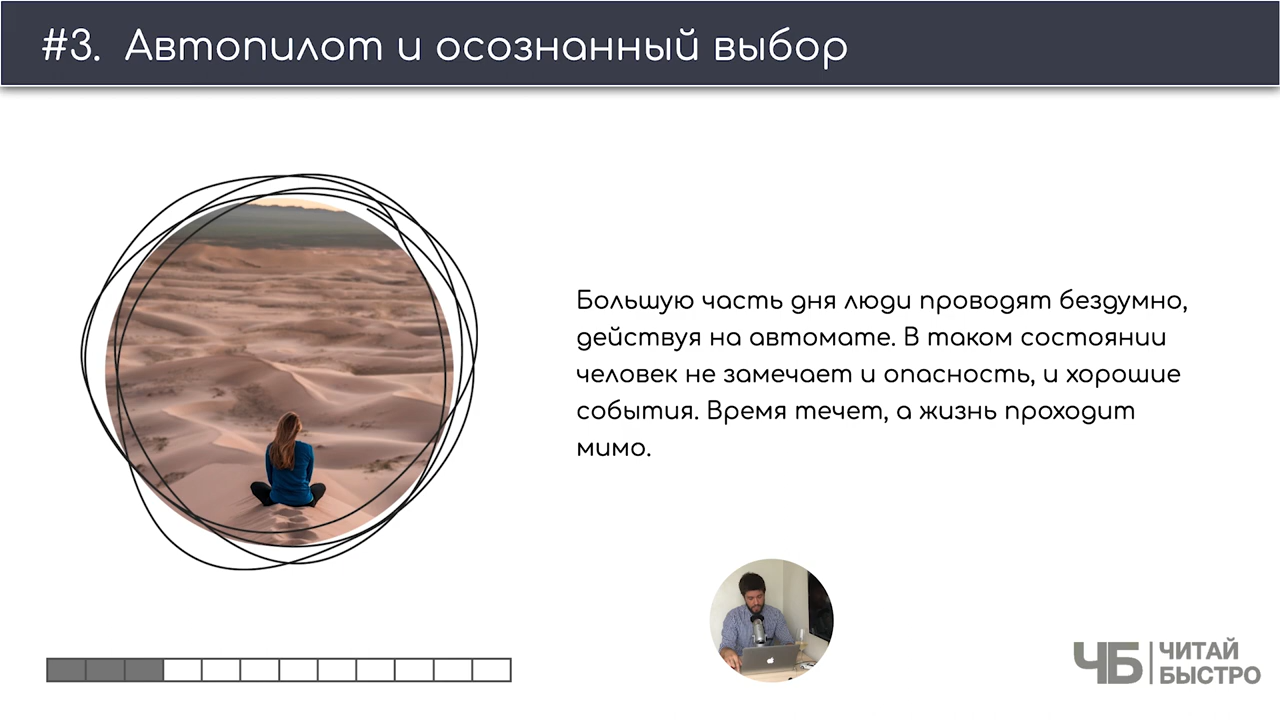 #3. Автопилот и осознанный выбор
Большую часть дня люди проводят бездумно,
действуя на автомате. В таком состоянии
человек не замечает и опасность, и хорошие
события. Время течет, а жизнь проходит
мимо.
ЧБ
ЧИТАЙ
БЫСТРО